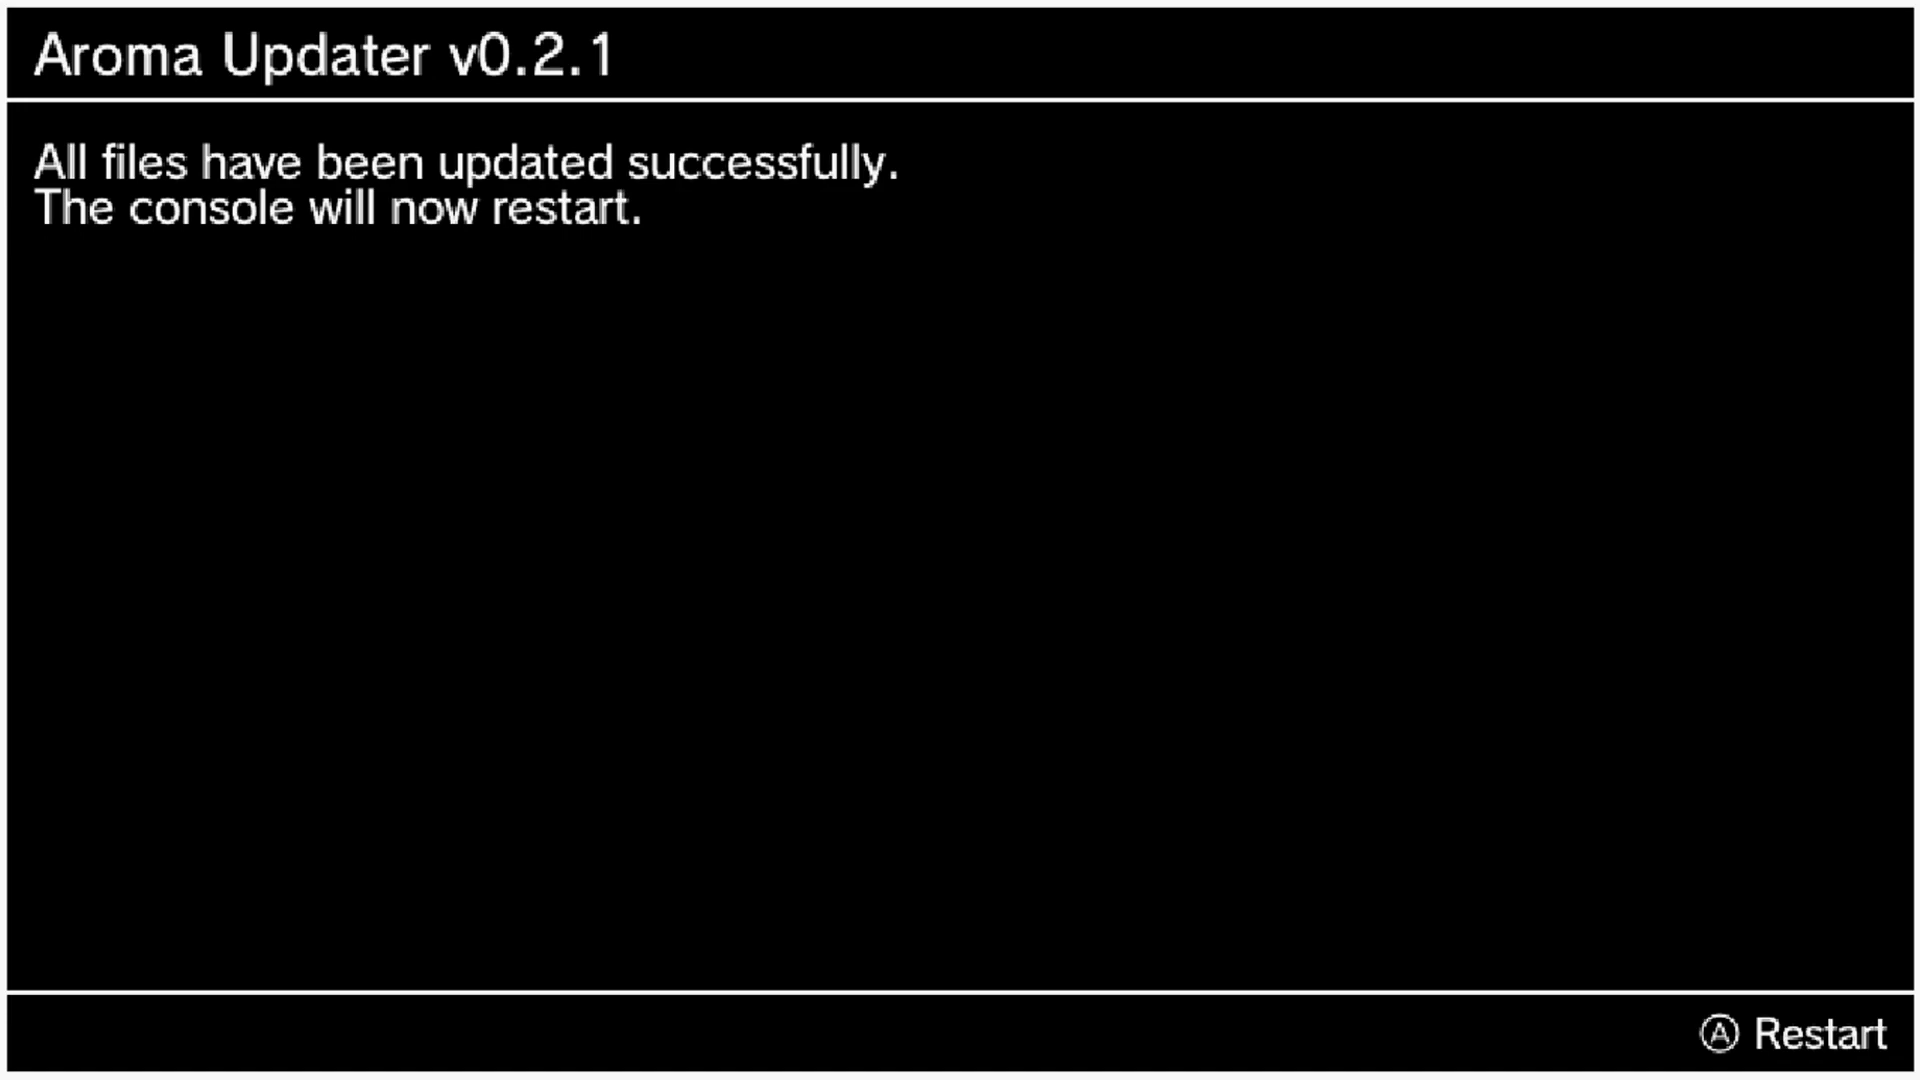 Aroma Updater v0.2.1
All files have been updated successfully.
The console will now restart.
Ⓐ Restart